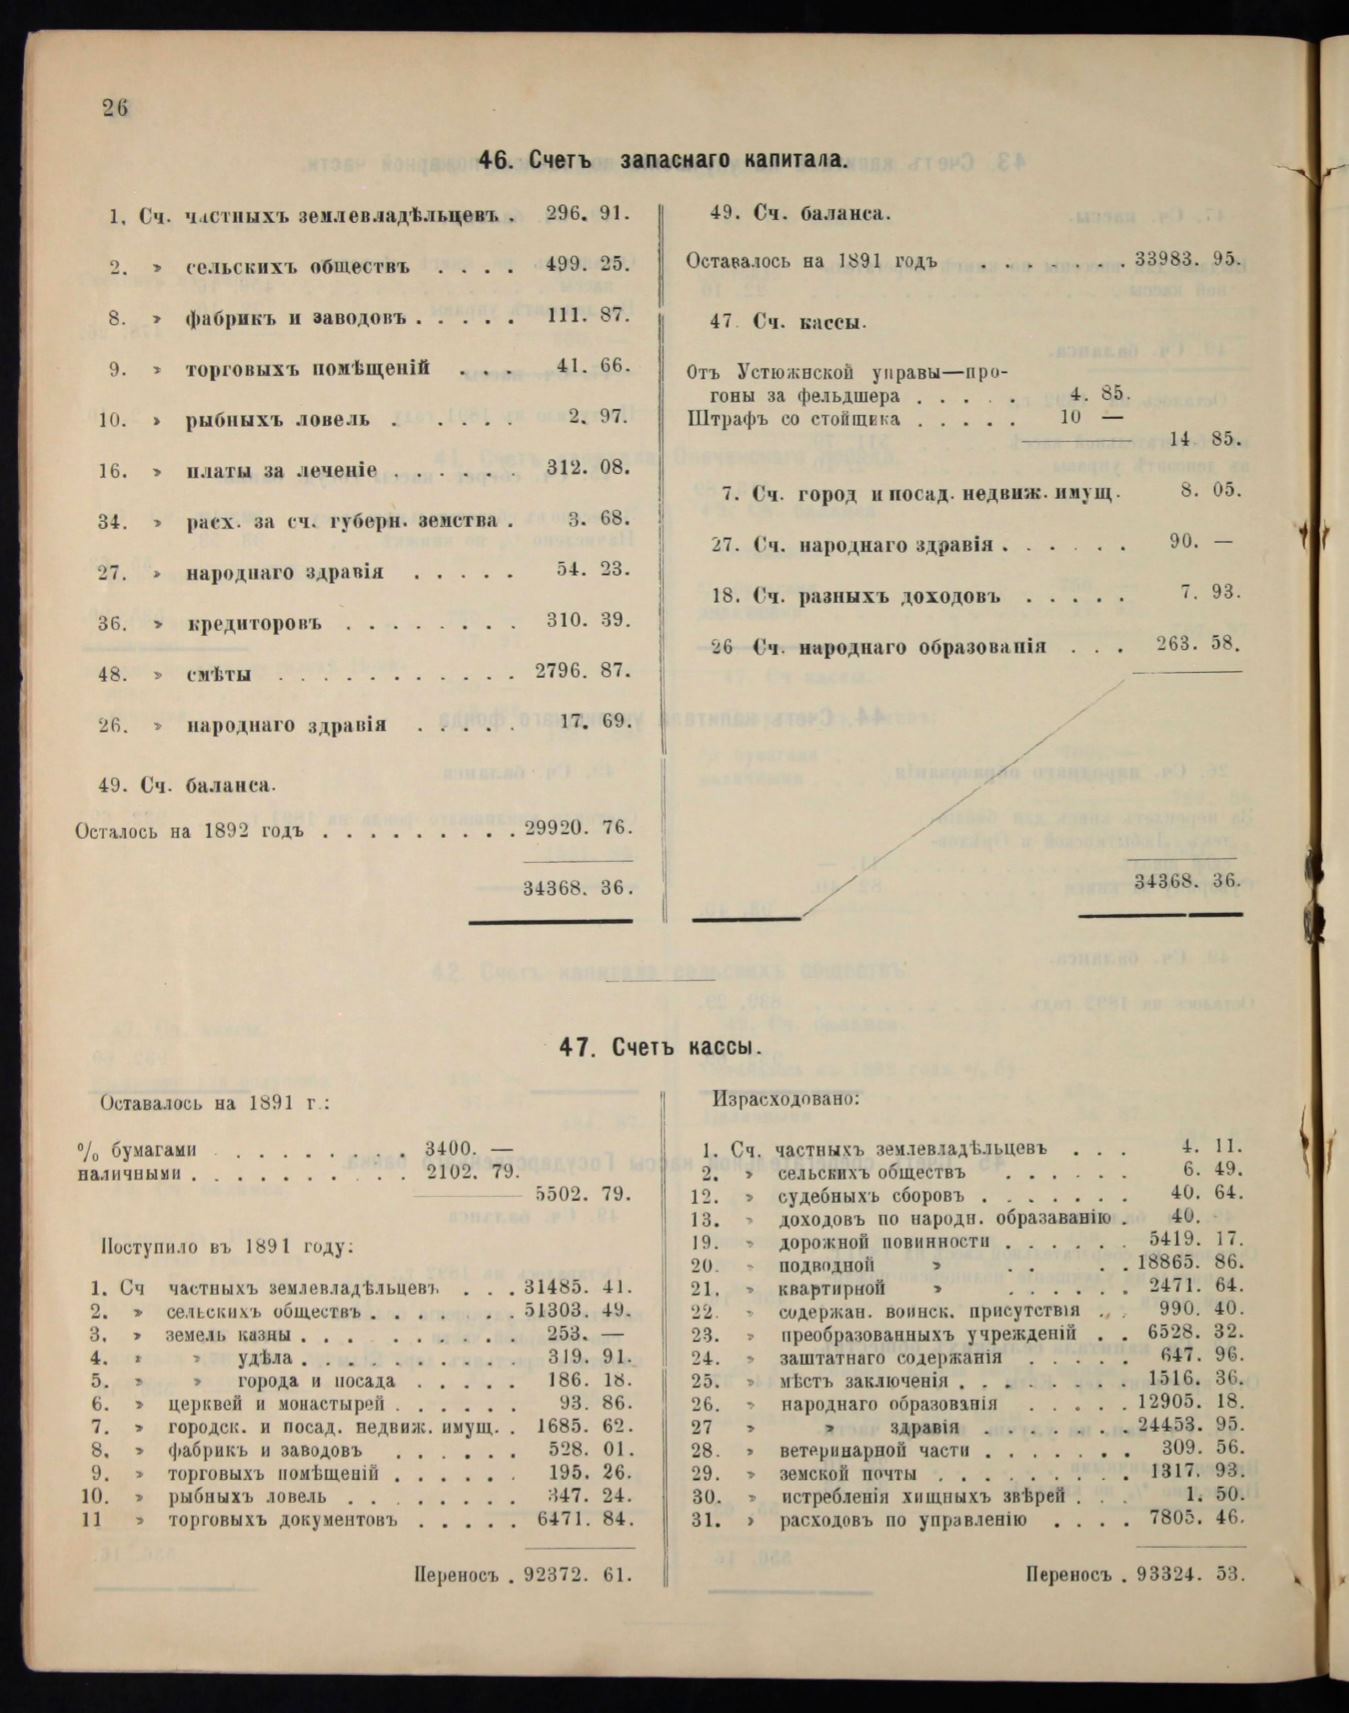 26
46. Счетъ запаснаго капитала.
1. Сч. частныхъ землевладѣльцевъ . 296. 91.
2. » сельскихъ обществъ . . . . 499. 25.
8. » фабрикъ и заводовъ . . . . . 111. 87.
9. » торговыхъ помѣщеній . . . 41. 66.
10. » рыбныхъ ловель . . . . . 2. 97.
16. » платы за леченіе . . . . . . 312. 08.
34. » расх. за сч. губерн. земства . 3. 68.
27. » народнаго здравія . . . . . 54. 23.
36. » кредиторовъ . . . . . . . . 310. 39.
48. » смѣты . . . . . . . . . . . 2796. 87.
26. » народнаго здравія . . . . . 17. 69.
49. Сч. баланса.
Осталось на 1892 годъ . . . . . . . . . 29920. 76.
34368. 36.
49. Сч. баланса.
Оставалось на 1891 годъ . . . . . . . 33983. 95.
47. Сч. кассы.
Отъ Устюжнской управы—про-
гоны за фельдшера . . . . . 4. 85.
Штрафъ со стойщика . . . . . 10 —
14 85.
7. Сч. город и посад. недвиж. имущ. 8. 05.
27. Сч. народнаго здравія . . . . . . 90. —
18. Сч. разныхъ доходовъ . . . . . 7. 93.
26 Сч. народнаго образованія . . . 263. 58.
34368. 36.
47. Счетъ кассы.
Оставалось на 1891 г.:
% бумагами . . . . . . . . 3400. —
наличными . . . . . . . . . . 2102. 79.
5502. 79.
Поступило въ 1891 году:
1. Сч частныхъ землевладѣльцевъ . . . 31485. 41.
2. » сельскихъ обществъ . . . . . . . 51303. 49.
3. » земель казны . . . . . . . . . 253. —
4. » » удѣла . . . . . . . . . . 319. 91.
5. » » города и посада . . . . . 186. 18.
6. » церквей и монастырей . . . . . . 93. 86.
7. » городск. и посад. недвиж. имущ. . 1685. 62.
8. » фабрикъ и заводовъ . . . . . . 528. 01.
9. » торговыхъ помѣщеній . . . . . . 195. 26.
10. » рыбныхъ ловель . . . . . . . . 347. 24.
11 » торговыхъ документовъ . . . . . 6471. 84.
Переносъ . 92372. 61.
Израсходовано:
1. Сч. частныхъ землевладѣльцевъ . . . 4. 11.
2. » сельскихъ обществъ . . . . . . 6. 49.
12. » судебныхъ сборовъ . . . . . . . 40. 64.
13. » доходовъ по народн. образаванію . 40. -
19. » дорожной повинности . . . . . . 5419. 17.
20. » подводной » . . . . 18865. 86.
21. » квартирной » . . . . . . 2471. 64.
22. » содержан. воинск. присутствія . . 990. 40.
23. » преобразованныхъ учрежденій . . 6528. 32.
24. » заштатнаго содержанія . . . . . 647. 96.
25. » мѣстъ заключенія . . . . . . . . 1516. 36.
26. » народнаго образованія . . . . . 12905. 18.
27 » » здравія . . . . . . . 24453. 95.
28. » ветеринарной части . . . . . . . 309. 56.
29. » земской почты . . . . . . . . . 1317. 93.
30. » истребленія хищныхъ звѣрей . . . 1. 50.
31. » расходовъ по управленію . . . . 7805. 46.
Переносъ . 93324. 53.